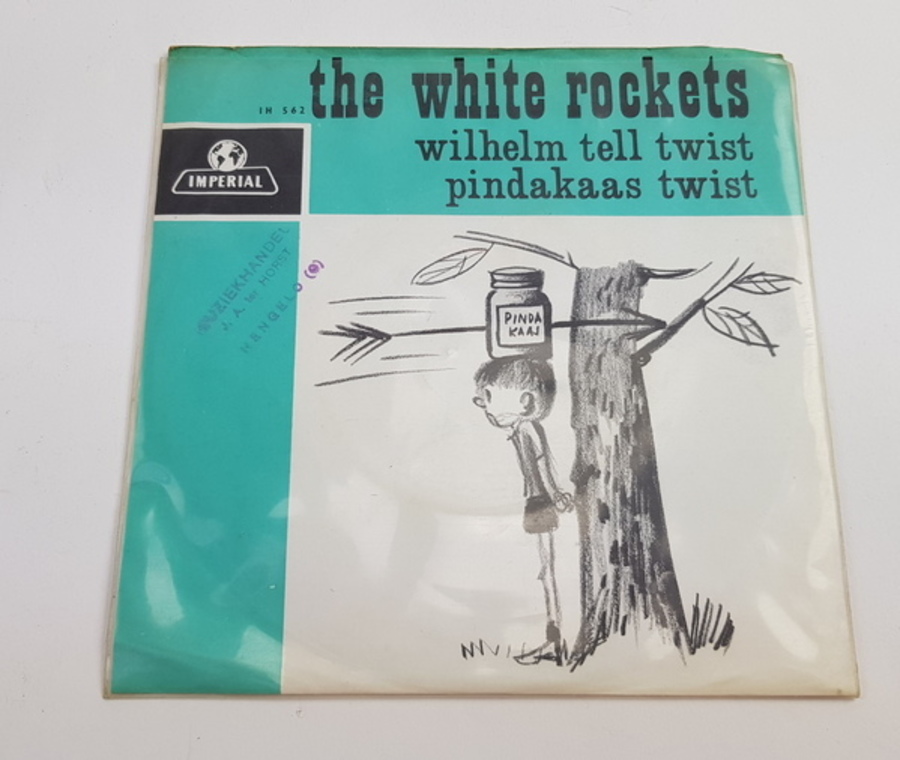 the white rockets
IH 562
wilhelm tell twist
pindakaas twist
IMPERIAL
MUZIEKHANDEL
J. A. ter HORST
HENGELO (O)
PINDA
KAAS